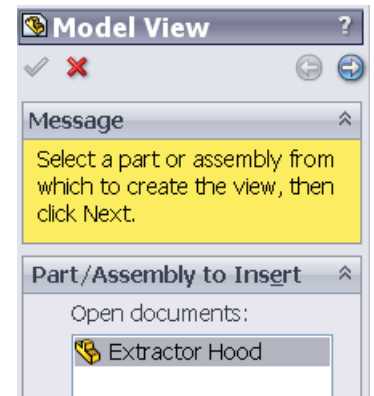 Model View ?
Message
Select a part or assembly from
which to create the view, then
click Next.
Part/Assembly to Insert
Open documents:
Extractor Hood